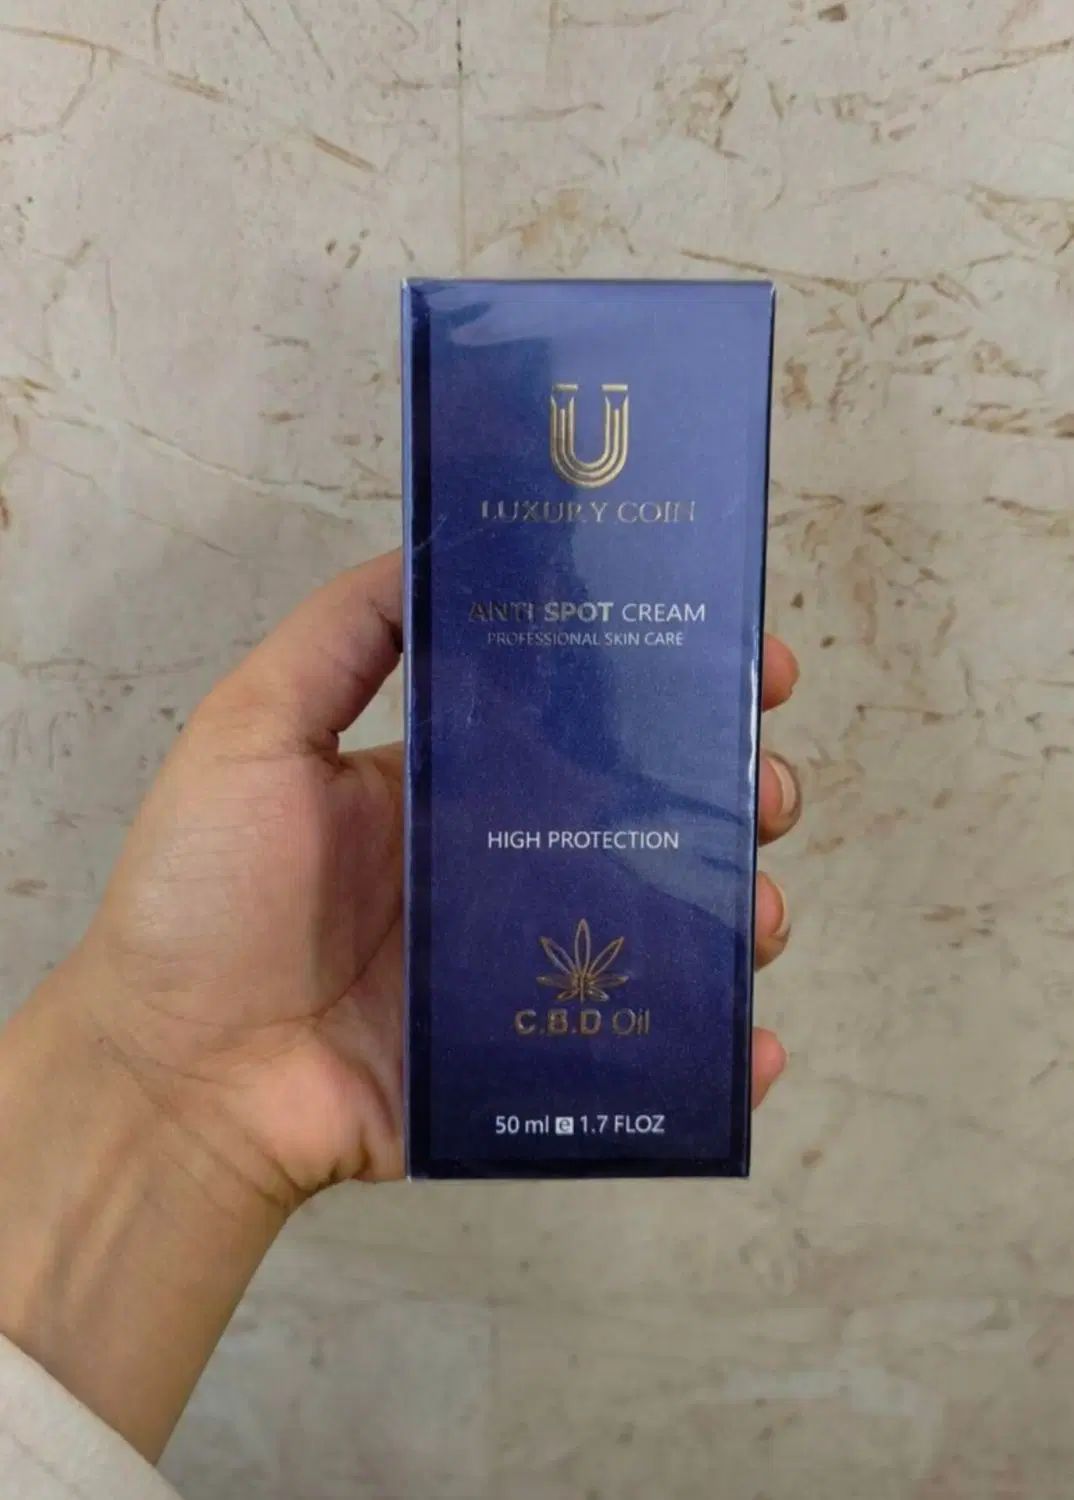 LUXURY COIN
ANTI SPOT CREAM
PROFESSIONAL SKIN CARE
HIGH PROTECTION
C.B.D Oil
50 ml e 1.7 FLOZ